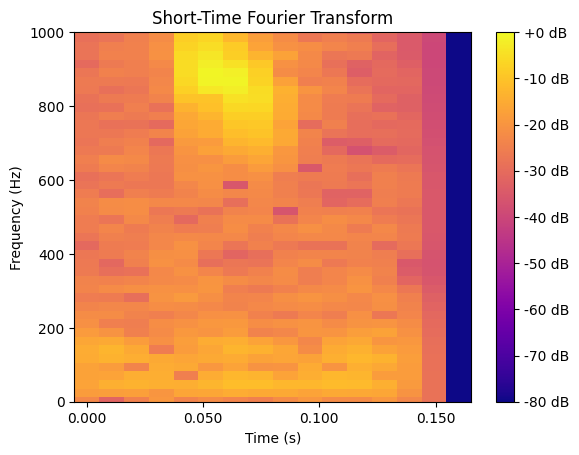 Short-Time Fourier Transform
Frequency (Hz)
1000
800
600
400
200
0
0.000 0.050 0.100 0.150
Time (s)
+0 dB
-10 dB
-20 dB
-30 dB
-40 dB
-50 dB
-60 dB
-70 dB
-80 dB